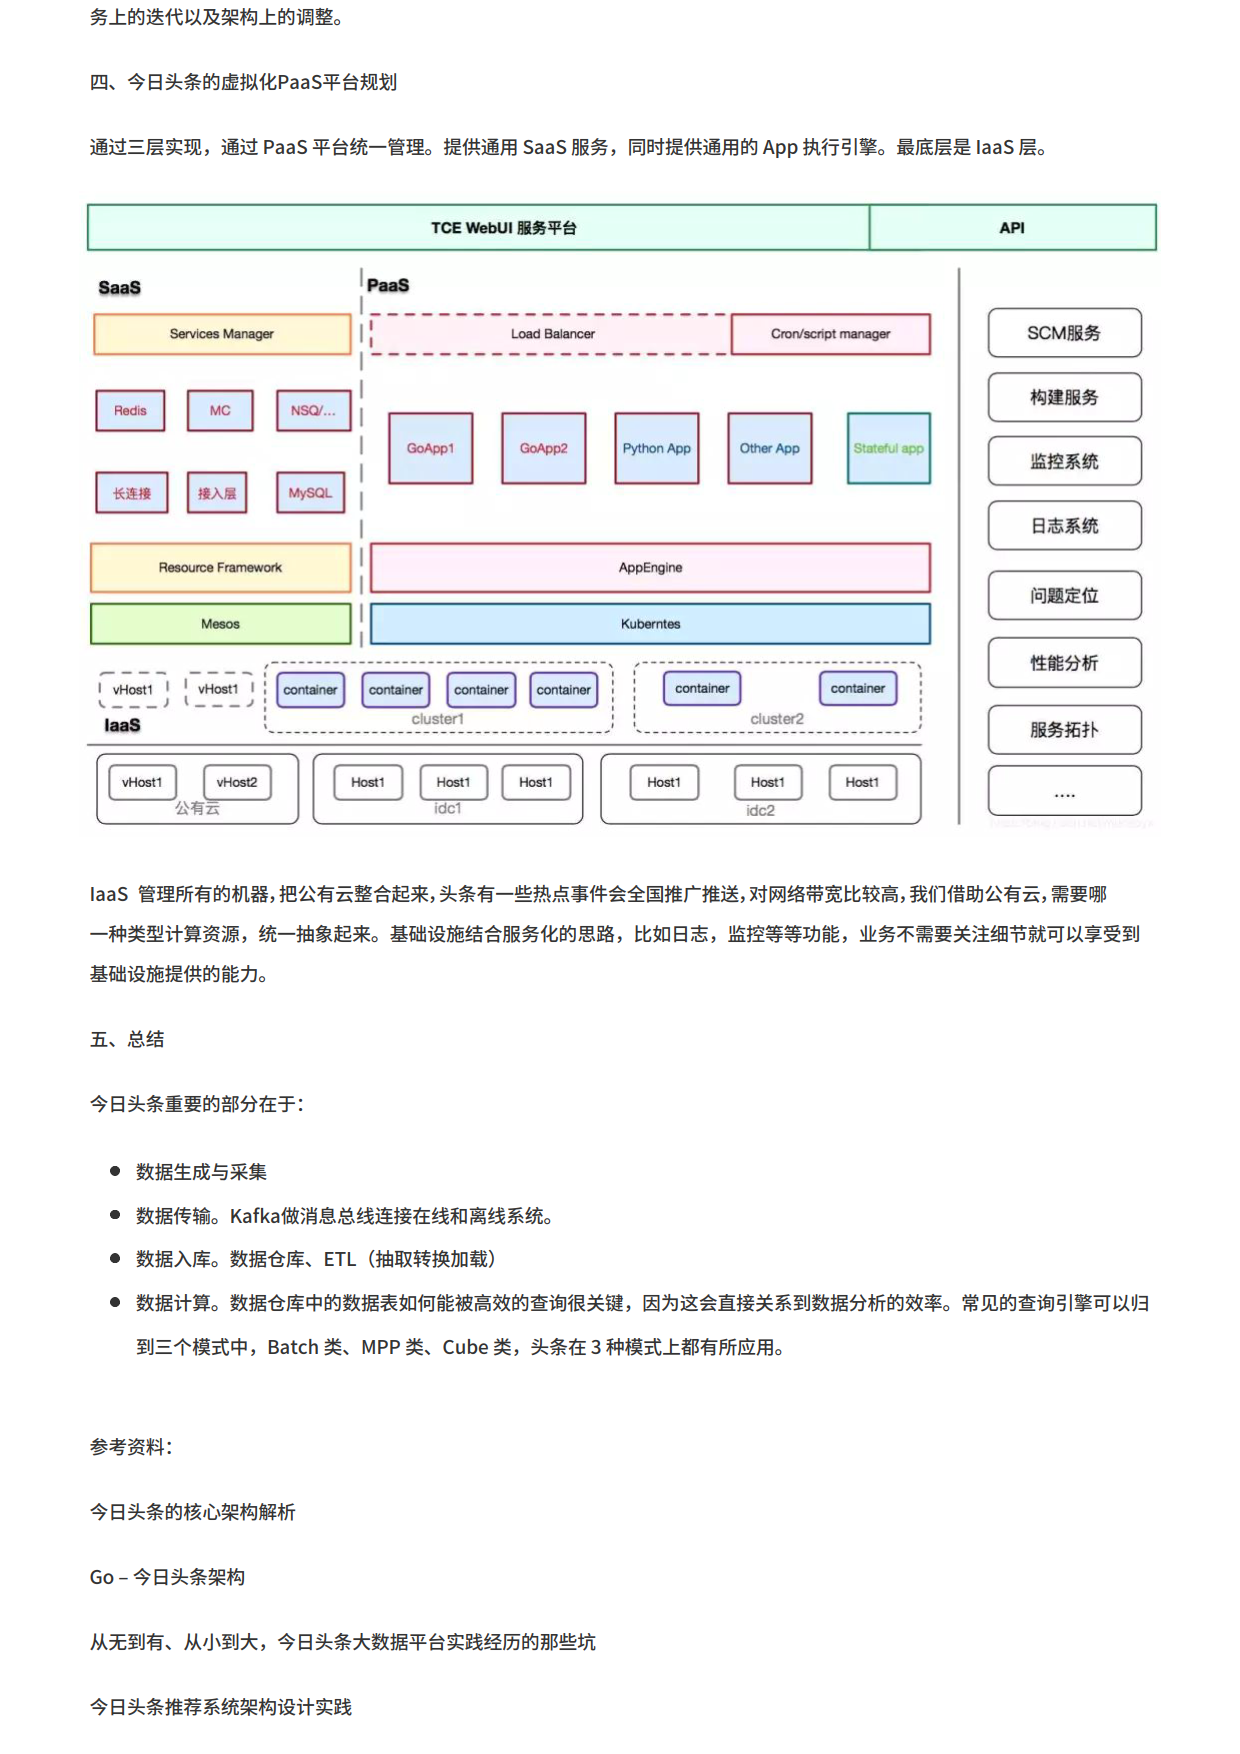 务上的迭代以及架构上的调整。
四、今日头条的虚拟化PaaS平台规划
通过三层实现，通过 PaaS 平台统一管理。提供通用 SaaS 服务，同时提供通用的 App 执行引擎。最底层是 IaaS 层。
TCE WebUI 服务平台
API
SaaS
PaaS
Services Manager
Load Balancer
Cron/script manager
Redis
MC
NSQ/...
GoApp1
GoApp2
Python App
Other App
Stateful app
长连接
接入层
MySQL
Resource Framework
AppEngine
Mesos
Kuberntes
vHost1
vHost1
container
container
container
container
cluster1
container
container
cluster2
IaaS
vHost1
vHost2
公有云
Host1
Host1
Host1
idc1
Host1
Host1
Host1
idc2
SCM服务
构建服务
监控系统
日志系统
问题定位
性能分析
服务拓扑
....
IaaS 管理所有的机器，把公有云整合起来，头条有一些热点事件会全国推广推送，对网络带宽比较高，我们借助公有云，需要哪
一种类型计算资源，统一抽象起来。基础设施结合服务化的思路，比如日志，监控等等功能，业务不需要关注细节就可以享受到
基础设施提供的能力。
五、总结
今日头条重要的部分在于：
● 数据生成与采集
● 数据传输。Kafka做消息总线连接在线和离线系统。
● 数据入库。数据仓库、ETL（抽取转换加载）
● 数据计算。数据仓库中的数据表如何能被高效的查询很关键，因为这会直接关系到数据分析的效率。常见的查询引擎可以归
到三个模式中，Batch 类、MPP 类、Cube 类，头条在 3 种模式上都有所应用。
参考资料：
今日头条的核心架构解析
Go – 今日头条架构
从无到有、从小到大，今日头条大数据平台实践经历的那些坑
今日头条推荐系统架构设计实践